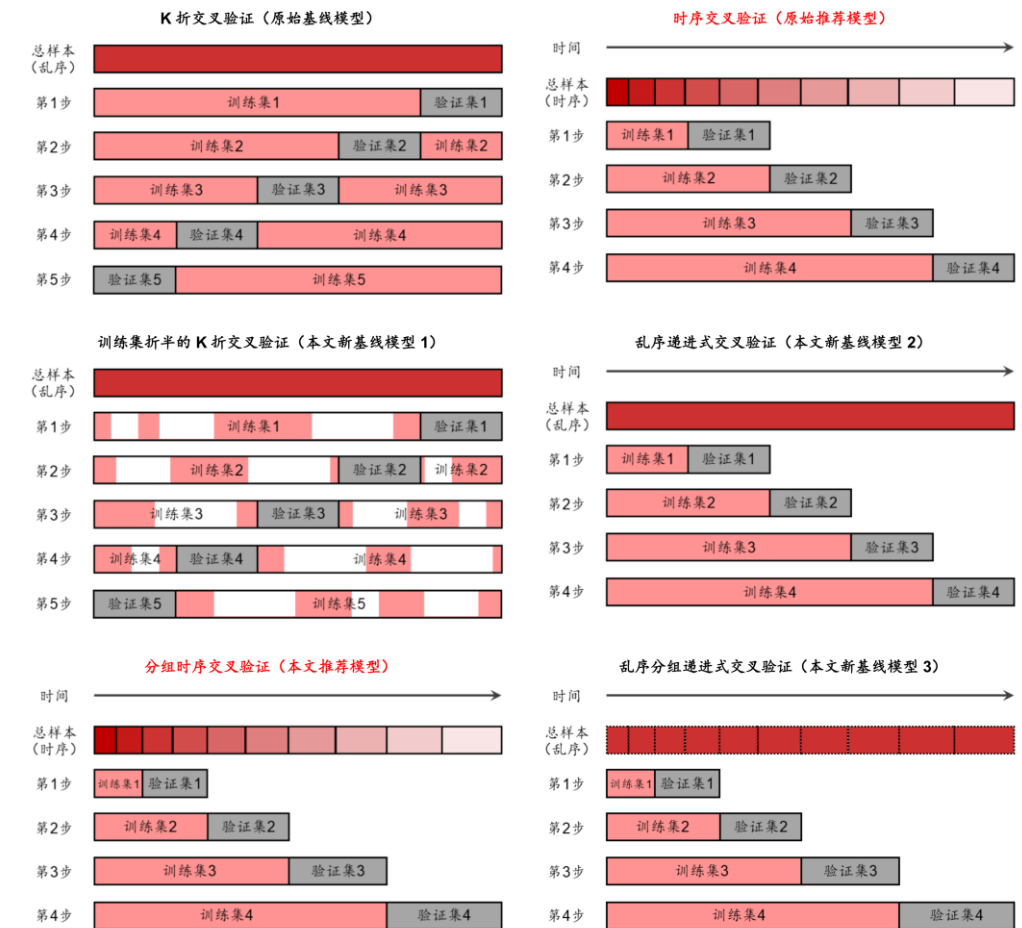 K 折交叉验证（原始基线模型）
总样本
（乱序）
第1步
训练集1
验证集1
第2步
训练集2
验证集2
训练集2
第3步
训练集3
验证集3
训练集3
第4步
训练集4
验证集4
训练集4
第5步
验证集5
训练集5
时序交叉验证（原始推荐模型）
时间
总样本
（时序）
第1步
训练集1
验证集1
第2步
训练集2
验证集2
第3步
训练集3
验证集3
第4步
训练集4
验证集4
训练集折半的 K 折交叉验证（本文新基线模型 1）
总样本
（乱序）
第1步
训练集1
验证集1
第2步
训练集2
验证集2
训练集2
第3步
训练集3
验证集3
训练集3
第4步
训练集4
验证集4
训练集4
第5步
验证集5
训练集5
乱序递进式交叉验证（本文新基线模型 2）
时间
总样本
（乱序）
第1步
训练集1
验证集1
第2步
训练集2
验证集2
第3步
训练集3
验证集3
第4步
训练集4
验证集4
分组时序交叉验证（本文推荐模型）
时间
总样本
（时序）
第1步
训练集1
验证集1
第2步
训练集2
验证集2
第3步
训练集3
验证集3
第4步
训练集4
验证集4
乱序分组递进式交叉验证（本文新基线模型 3）
时间
总样本
（乱序）
第1步
训练集1
验证集1
第2步
训练集2
验证集2
第3步
训练集3
验证集3
第4步
训练集4
验证集4